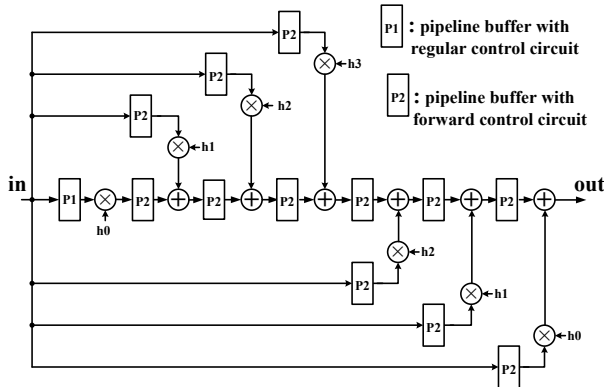 P1 : pipeline buffer with
regular control circuit
P2 : pipeline buffer with
forward control circuit
P2
h3
P2
h2
P2
h1
in
P1
h0
P2
P2
P2
P2
P2
P2
out
P2
h2
P2
h1
P2
h0